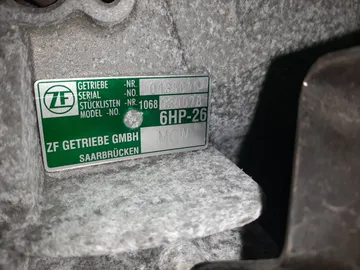 ZF
GETRIEBE -NR.
SERIAL -NO.
STÜCKLISTEN -NR. 1068
MODEL -NO. 6HP-26
ZF GETRIEBE GMBH
SAARBRÜCKEN